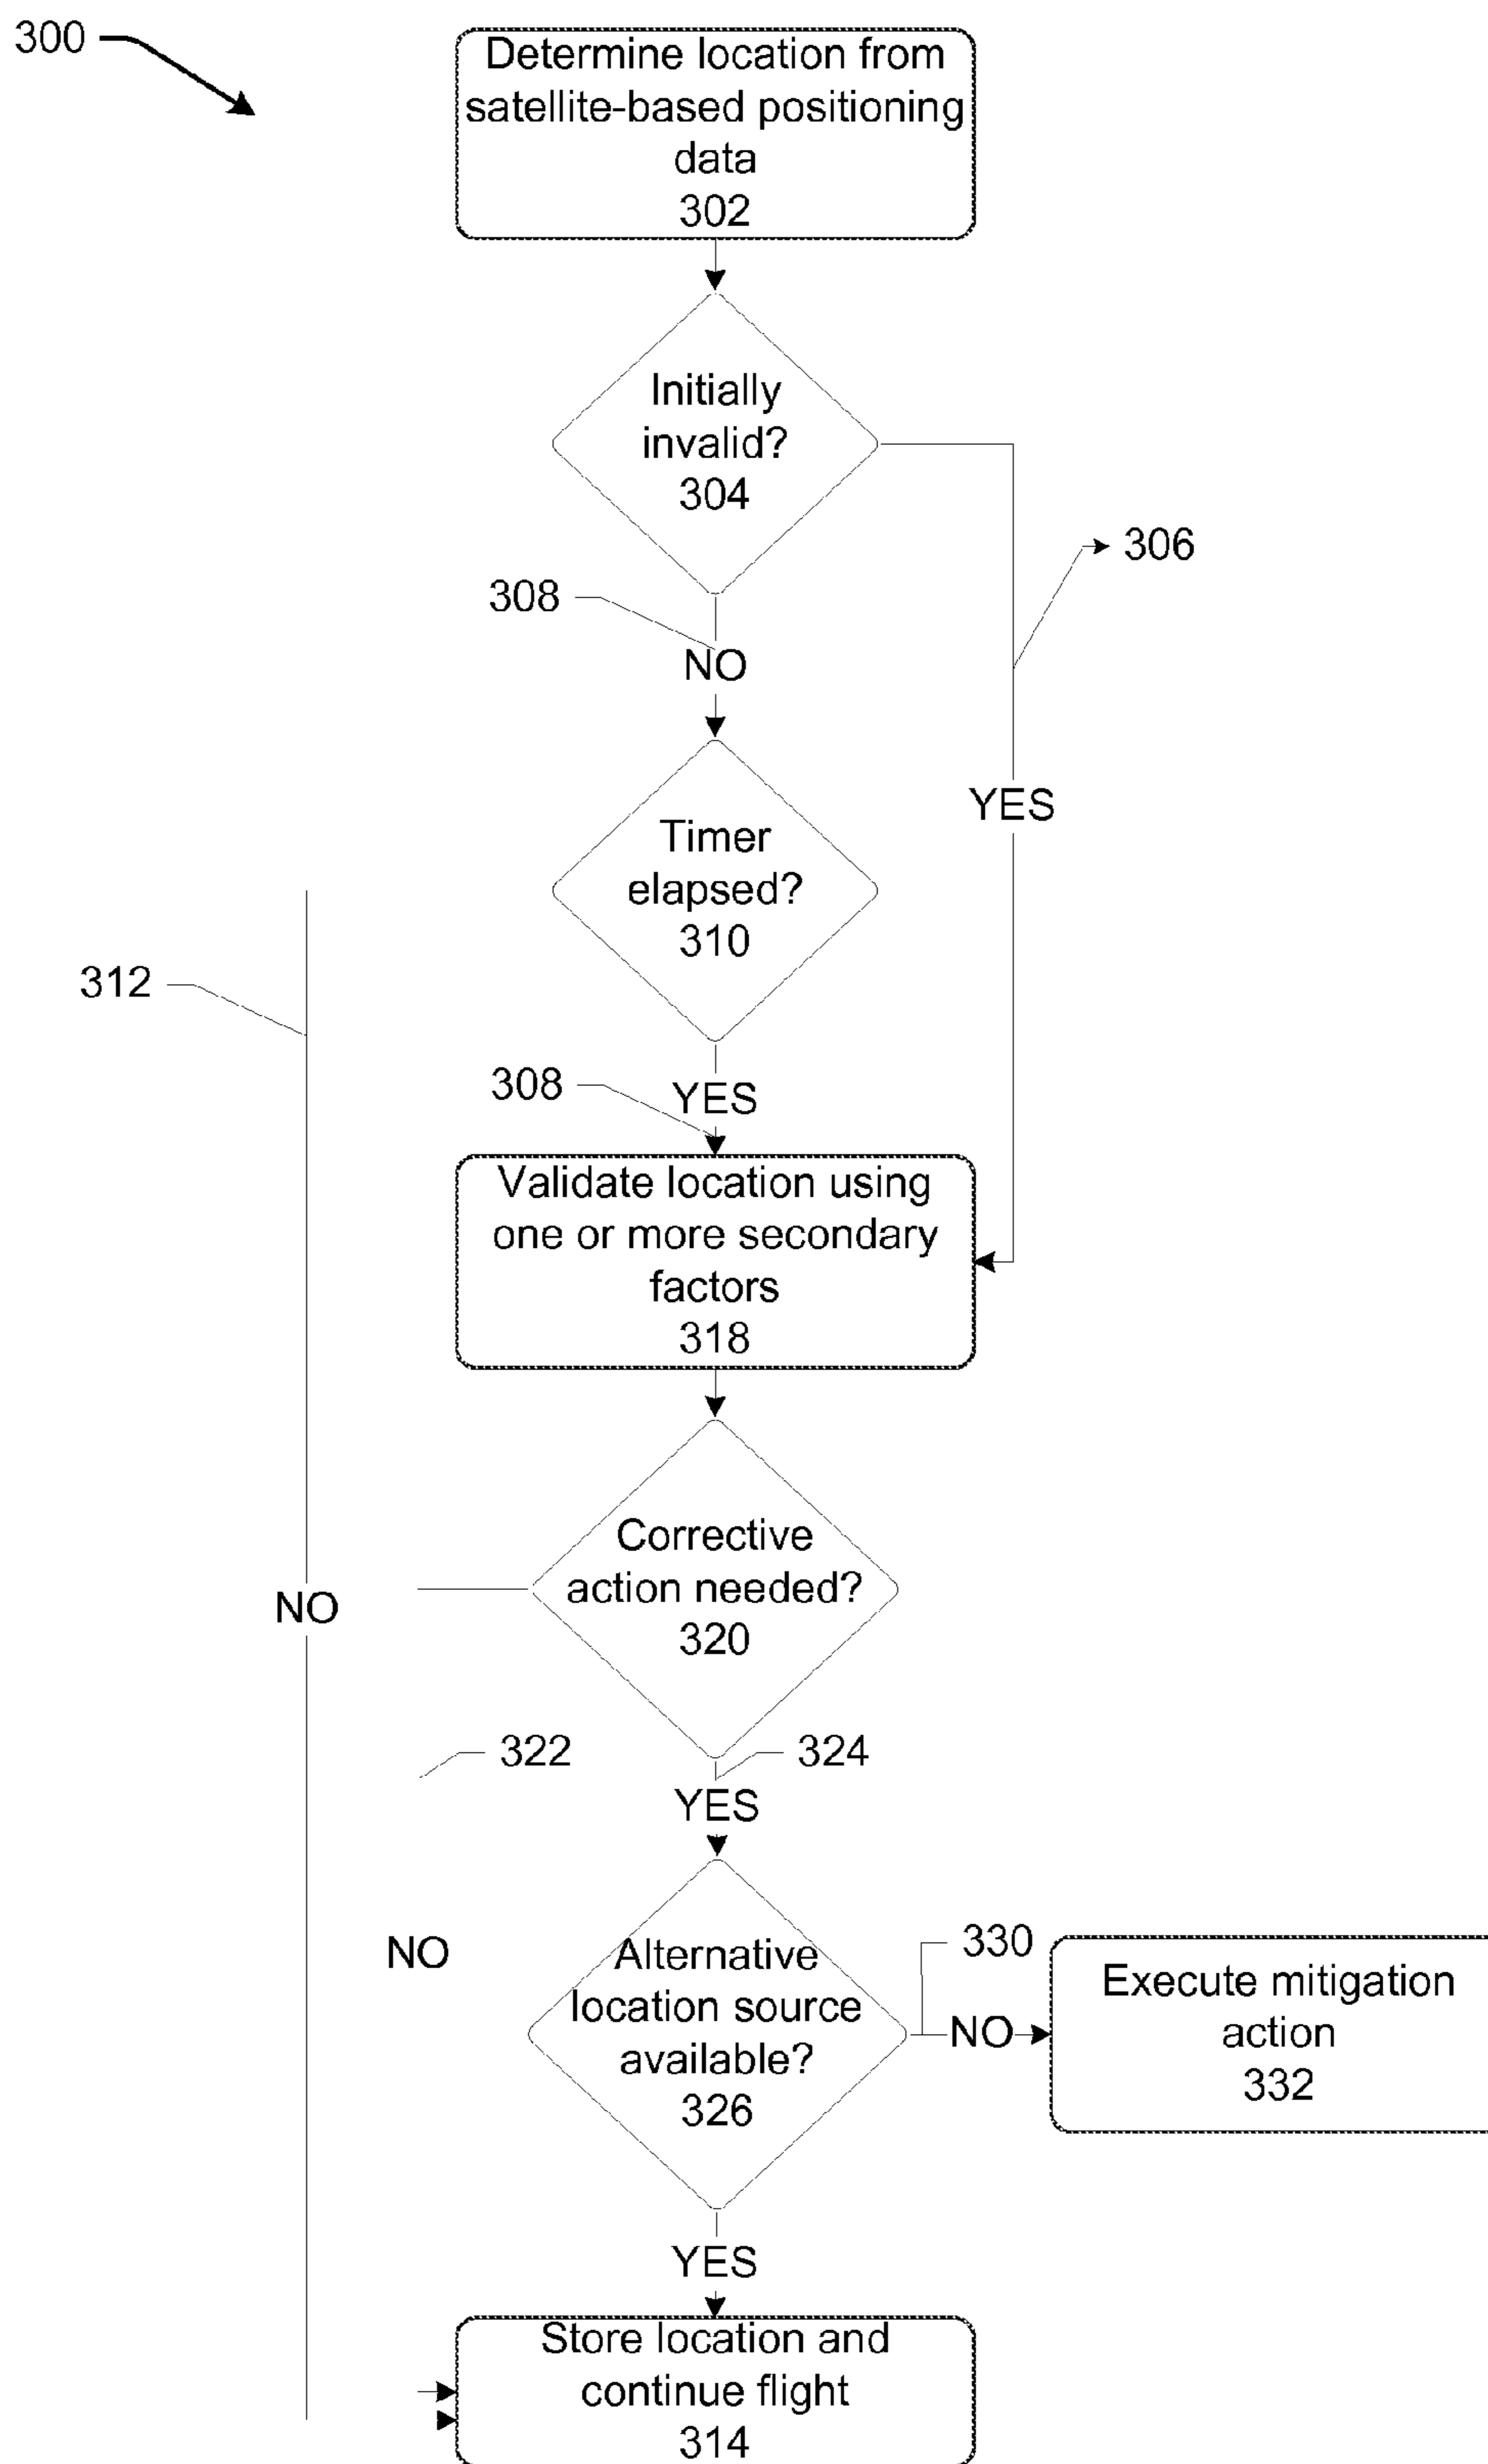 300
Determine location from
satellite-based positioning
data
302
Initially
invalid?
304
306
308
NO
YES
Timer
elapsed?
310
312
308
YES
Validate location using
one or more secondary
factors
318
Corrective
action needed?
320
NO
322
324
YES
NO
Alternative
location source
available?
326
330
NO
Execute mitigation
action
332
YES
Store location and
continue flight
314